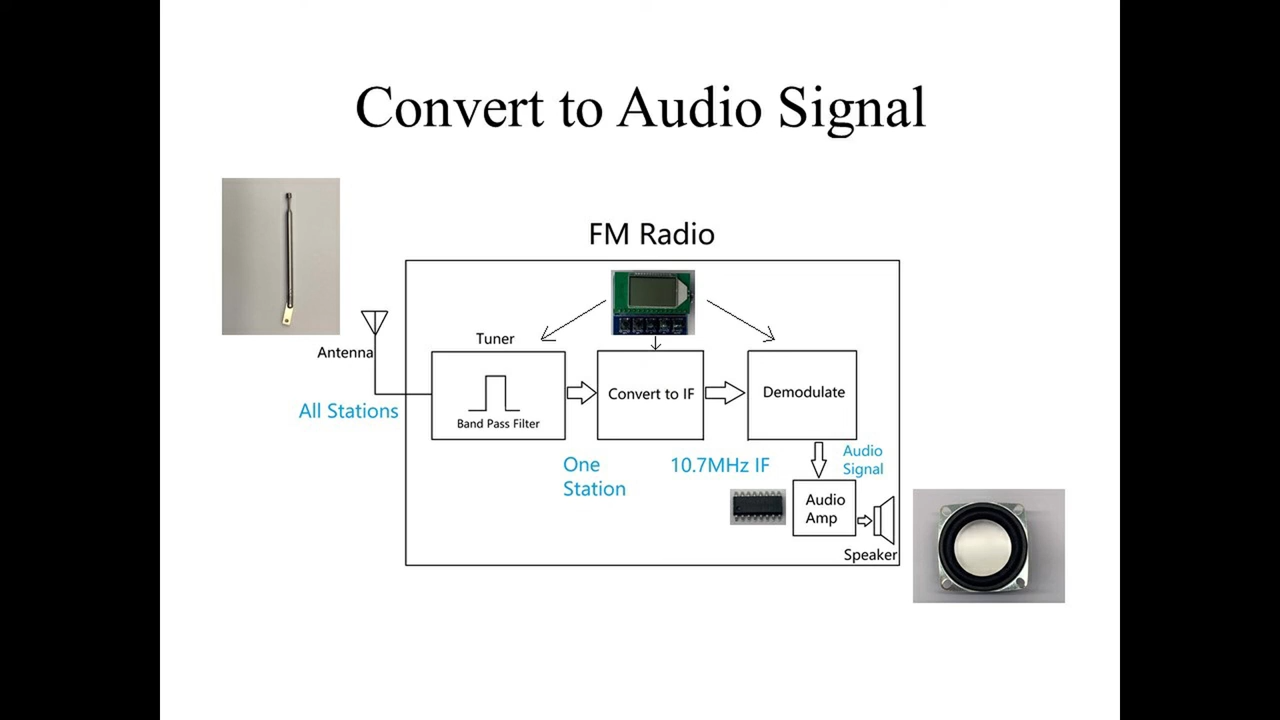 Convert to Audio Signal
FM Radio
Tuner
Antenna
Band Pass Filter
Convert to IF
Demodulate
All Stations
One
Station
10.7MHz IF
Audio
Signal
Audio
Amp
Speaker